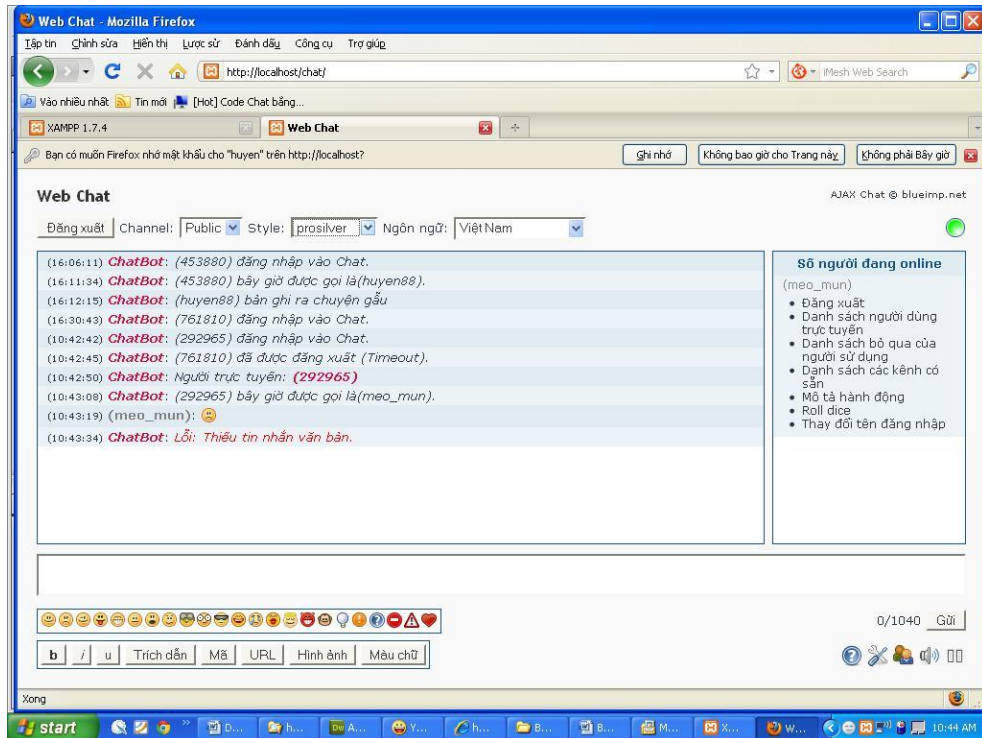 Web Chat - Mozilla Firefox
Tập tin Chỉnh sửa Hiển thị Lược sử Đánh dấu Công cụ Trợ giúp
http://localhost/chat/ iMesh Web Search
Vào nhiều nhất Tin mới [Hot] Code Chat bằng...
XAMPP 1.7.4 Web Chat
Bạn có muốn Firefox nhớ mật khẩu cho "huyen" trên http://localhost? Ghi nhớ Không bao giờ cho Trang này Không phải Bây giờ
Web Chat AJAX Chat © blueimp.net
Đăng xuất Channel: Public Style: prosilver Ngôn ngữ: Việt Nam
(16:06:11) ChatBot: (453880) đăng nhập vào Chat.
(16:11:34) ChatBot: (453880) bây giờ được gọi là(huyen88).
(16:12:15) ChatBot: (huyen88) bản ghi ra chuyện gẫu
(16:30:43) ChatBot: (761810) đăng nhập vào Chat.
(10:42:42) ChatBot: (292965) đăng nhập vào Chat.
(10:42:45) ChatBot: (761810) đã được đăng xuất (Timeout).
(10:42:50) ChatBot: Người trực tuyến: (292965)
(10:43:08) ChatBot: (292965) bây giờ được gọi là(meo_mun).
(10:43:19) (meo_mun):
(10:43:34) ChatBot: Lỗi: Thiếu tin nhắn văn bản.
Số người đang online
(meo_mun)
Đăng xuất
Danh sách người dùng
trực tuyến
Danh sách bỏ qua của
người sử dụng
Danh sách các kênh có
sẵn
Mô tả hành động
Roll dice
Thay đổi tên đăng nhập
0/1040 Gửi
b i u Trích dẫn Mã URL Hình ảnh Màu chữ
Xong
start D... h... A... Y... h... B... B... M... X... W... 10:44 AM